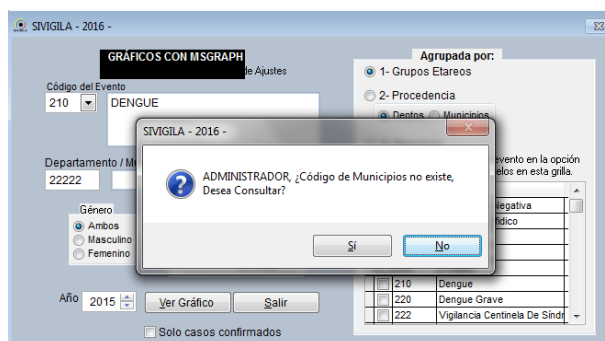 SIVIGILA - 2016 -
GRÁFICOS CON MSGRAPH
de Ajustes
Código del Evento
210 DENGUE
Departamento / Mu
22222
Género
Ambos
Masculino
Femenino
Año 2015
Ver Gráfico Salir
Solo casos confirmados
Agrupada por:
1- Grupos Etareos
2- Procedencia
Dentos Municipios
evento en la opción
elos en esta grilla.
Negativa
210 Dengue
220 Dengue Grave
222 Vigilancia Centinela De Síndr
SIVIGILA - 2016 -
ADMINISTRADOR, ¿Código de Municipios no existe,
Desea Consultar?
Sí No